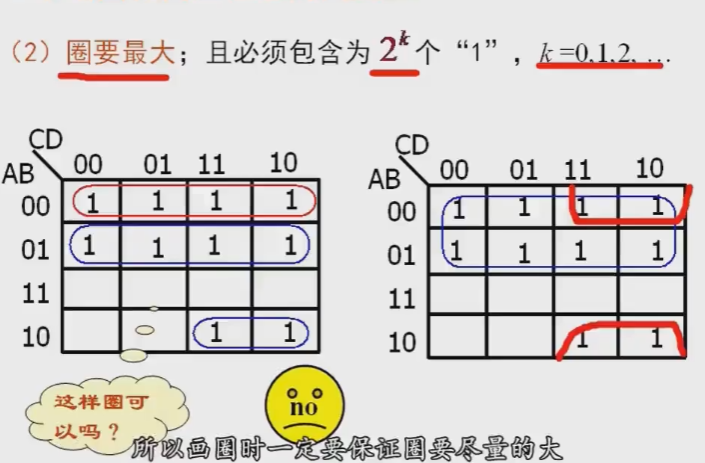 （2）圈要最大；且必须包含为2^k个“1”，k=0,1,2,…
CD
AB 00 01 11 10
00 1 1 1 1
01 1 1 1 1
11
10 1 1
CD
AB 00 01 11 10
00 1 1 1 1
01 1 1 1 1
11
10 1 1
这样圈可
以吗？
no
所以画圈时一定要保证圈要尽量的大